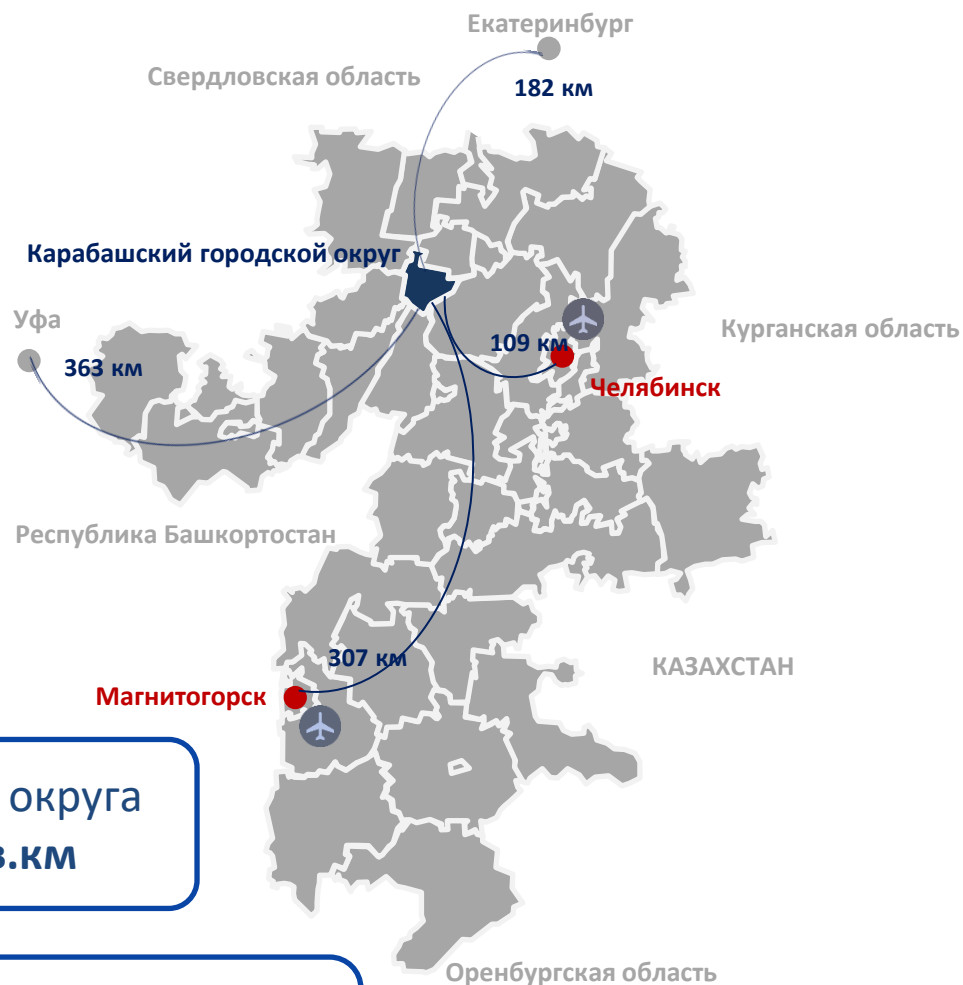 Екатеринбург
Свердловская область
182 км
Карабашский городской округ
Уфа
363 км
109 км
Курганская область
Челябинск
Республика Башкортостан
307 км
КАЗАХСТАН
Магнитогорск
округа
.км
Оренбургская область